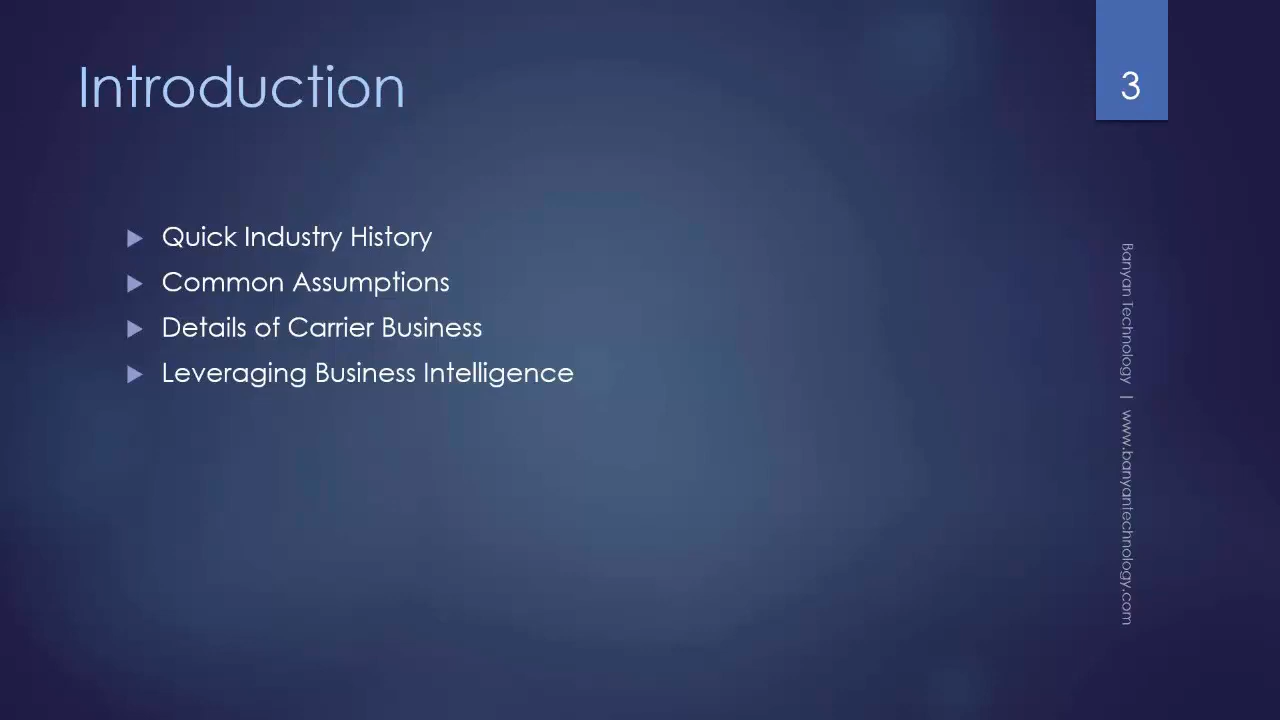 Introduction
3
Quick Industry History
Common Assumptions
Details of Carrier Business
Leveraging Business Intelligence
Banyan Technology | www.banyantechnology.com